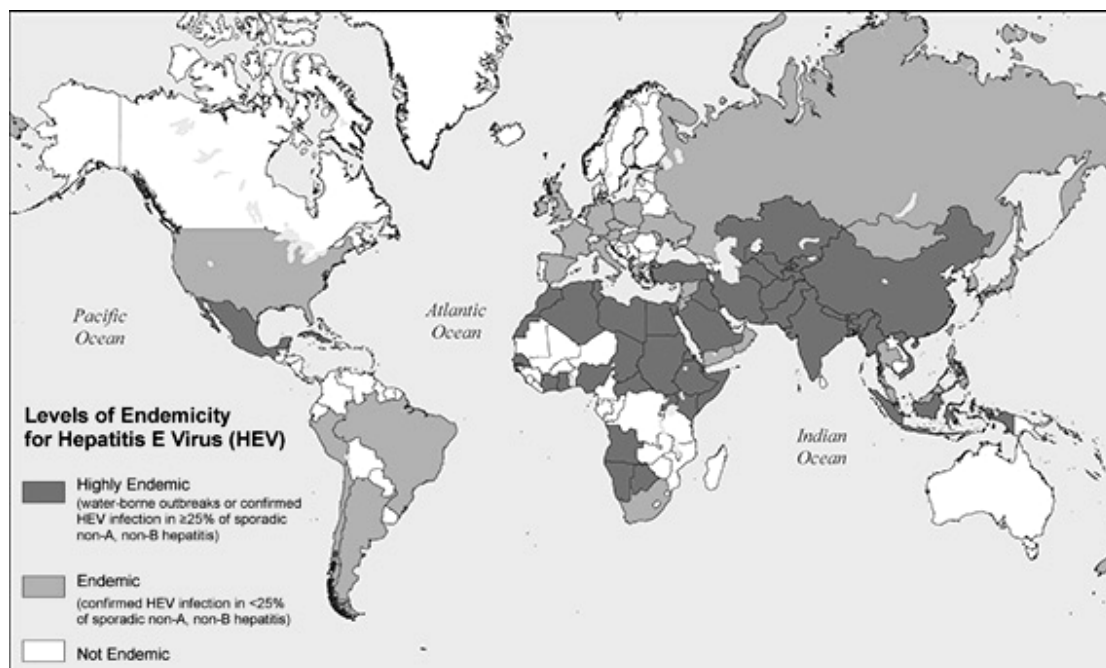 Pacific
Ocean
Atlantic
Ocean
Indian
Ocean
Levels of Endemicity
for Hepatitis E Virus (HEV)
Highly Endemic
(water-borne outbreaks or confirmed
HEV infection in ≥25% of sporadic
non-A, non-B hepatitis)
Endemic
(confirmed HEV infection in <25%
of sporadic non-A, non-B hepatitis)
Not Endemic